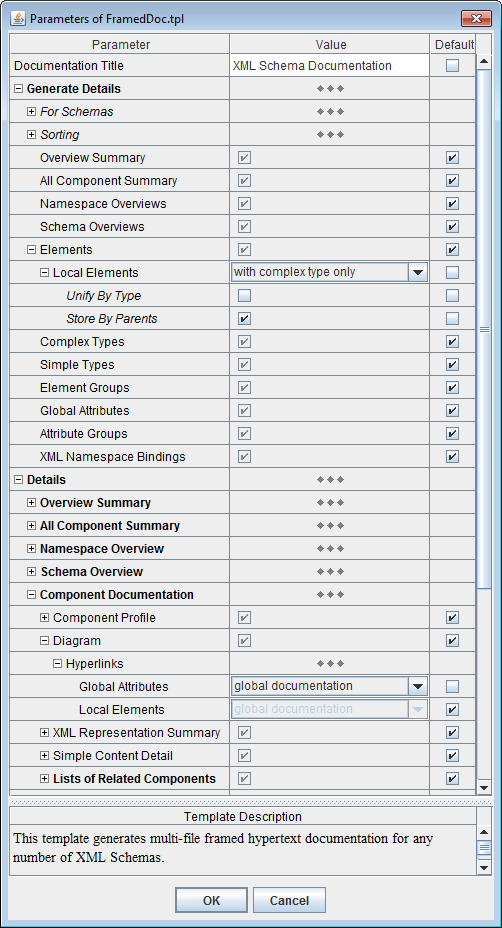 Parameters of FramedDoc.tpl
Parameter Value Default
Documentation Title XML Schema Documentation
Generate Details
For Schemas
Sorting
Overview Summary
All Component Summary
Namespace Overviews
Schema Overviews
Elements
Local Elements with complex type only
Unify By Type
Store By Parents
Complex Types
Simple Types
Element Groups
Global Attributes
Attribute Groups
XML Namespace Bindings
Details
Overview Summary
All Component Summary
Namespace Overview
Schema Overview
Component Documentation
Component Profile
Diagram
Hyperlinks
Global Attributes global documentation
Local Elements global documentation
XML Representation Summary
Simple Content Detail
Lists of Related Components
Template Description
This template generates multi-file framed hypertext documentation for any
number of XML Schemas.
OK Cancel